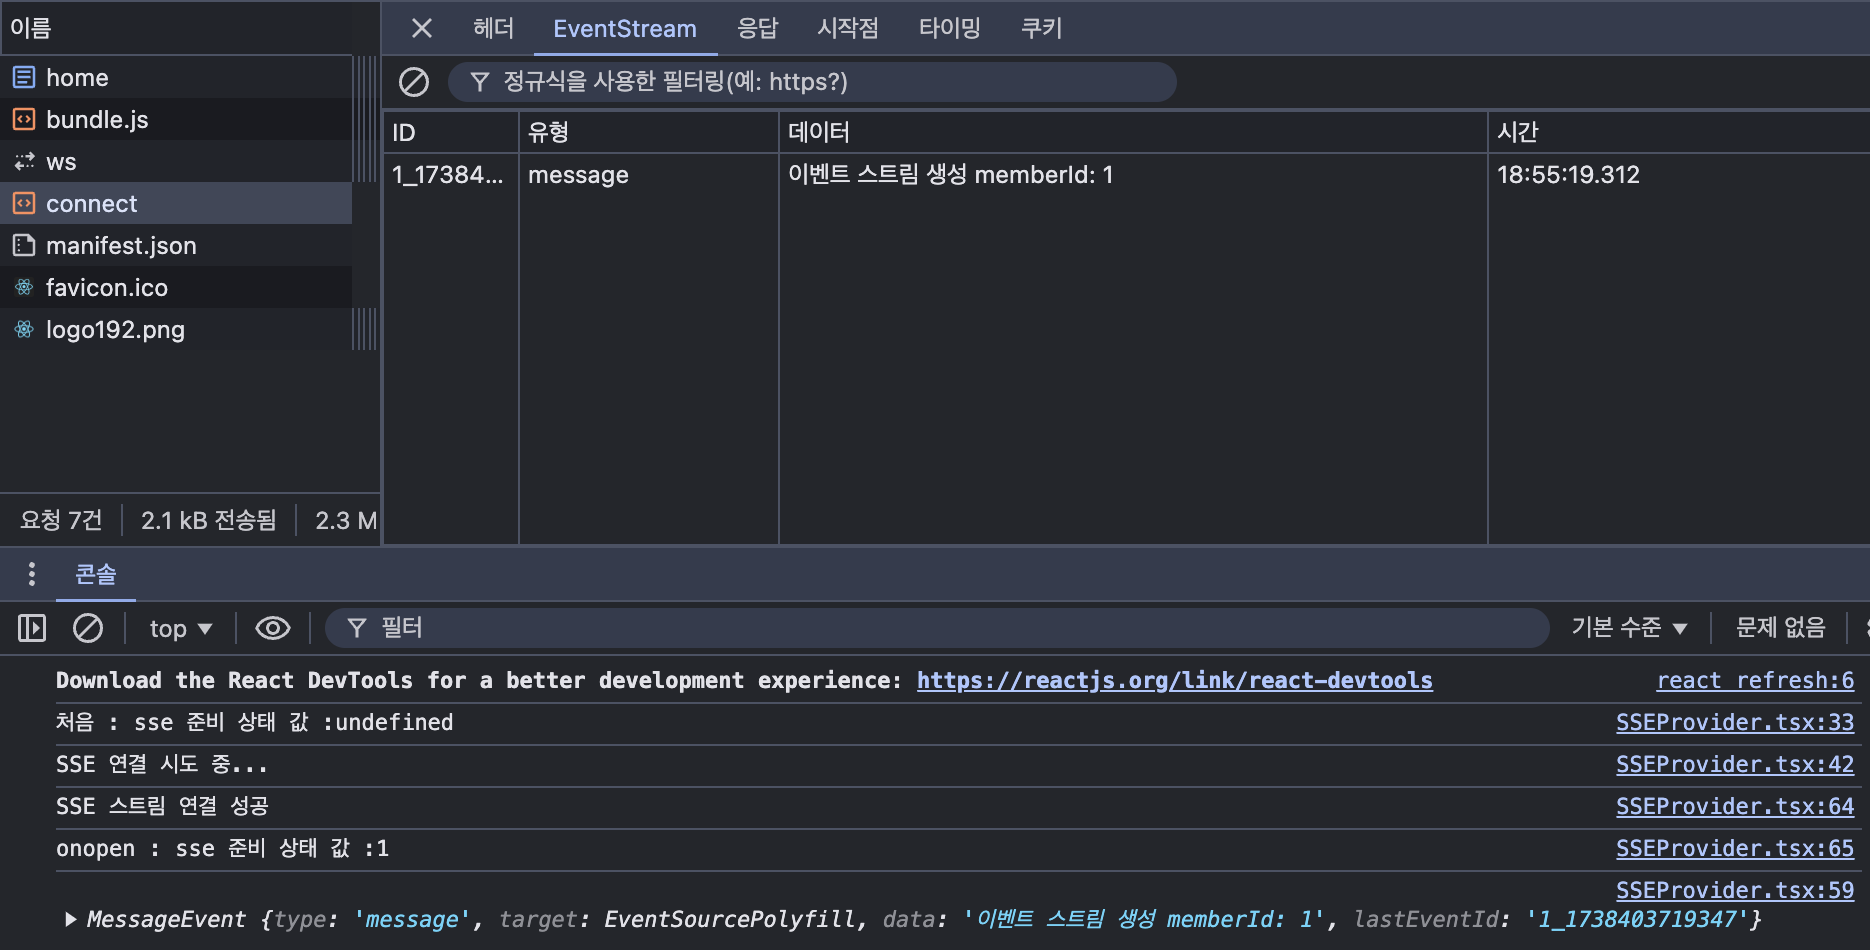 이름
home
bundle.js
ws
connect
manifest.json
favicon.ico
logo192.png
요청 7건 2.1 kB 전송됨 2.3 M
헤더 EventStream 응답 시작점 타이밍 쿠키
정규식을 사용한 필터링(예: https?)
ID 유형 데이터 시간
1_17384... message 이벤트 스트림 생성 memberId: 1 18:55:19.312
콘솔
top 필터 기본 수준 문제 없음
Download the React DevTools for a better development experience: https://reactjs.org/link/react-devtools react refresh:6
처음 : sse 준비 상태 값 :undefined SSEProvider.tsx:33
SSE 연결 시도 중... SSEProvider.tsx:42
SSE 스트림 연결 성공 SSEProvider.tsx:64
onopen : sse 준비 상태 값 :1 SSEProvider.tsx:65
SSEProvider.tsx:59
MessageEvent {type: 'message', target: EventSourcePolyfill, data: '이벤트 스트림 생성 memberId: 1', lastEventId: '1_1738403719347'}